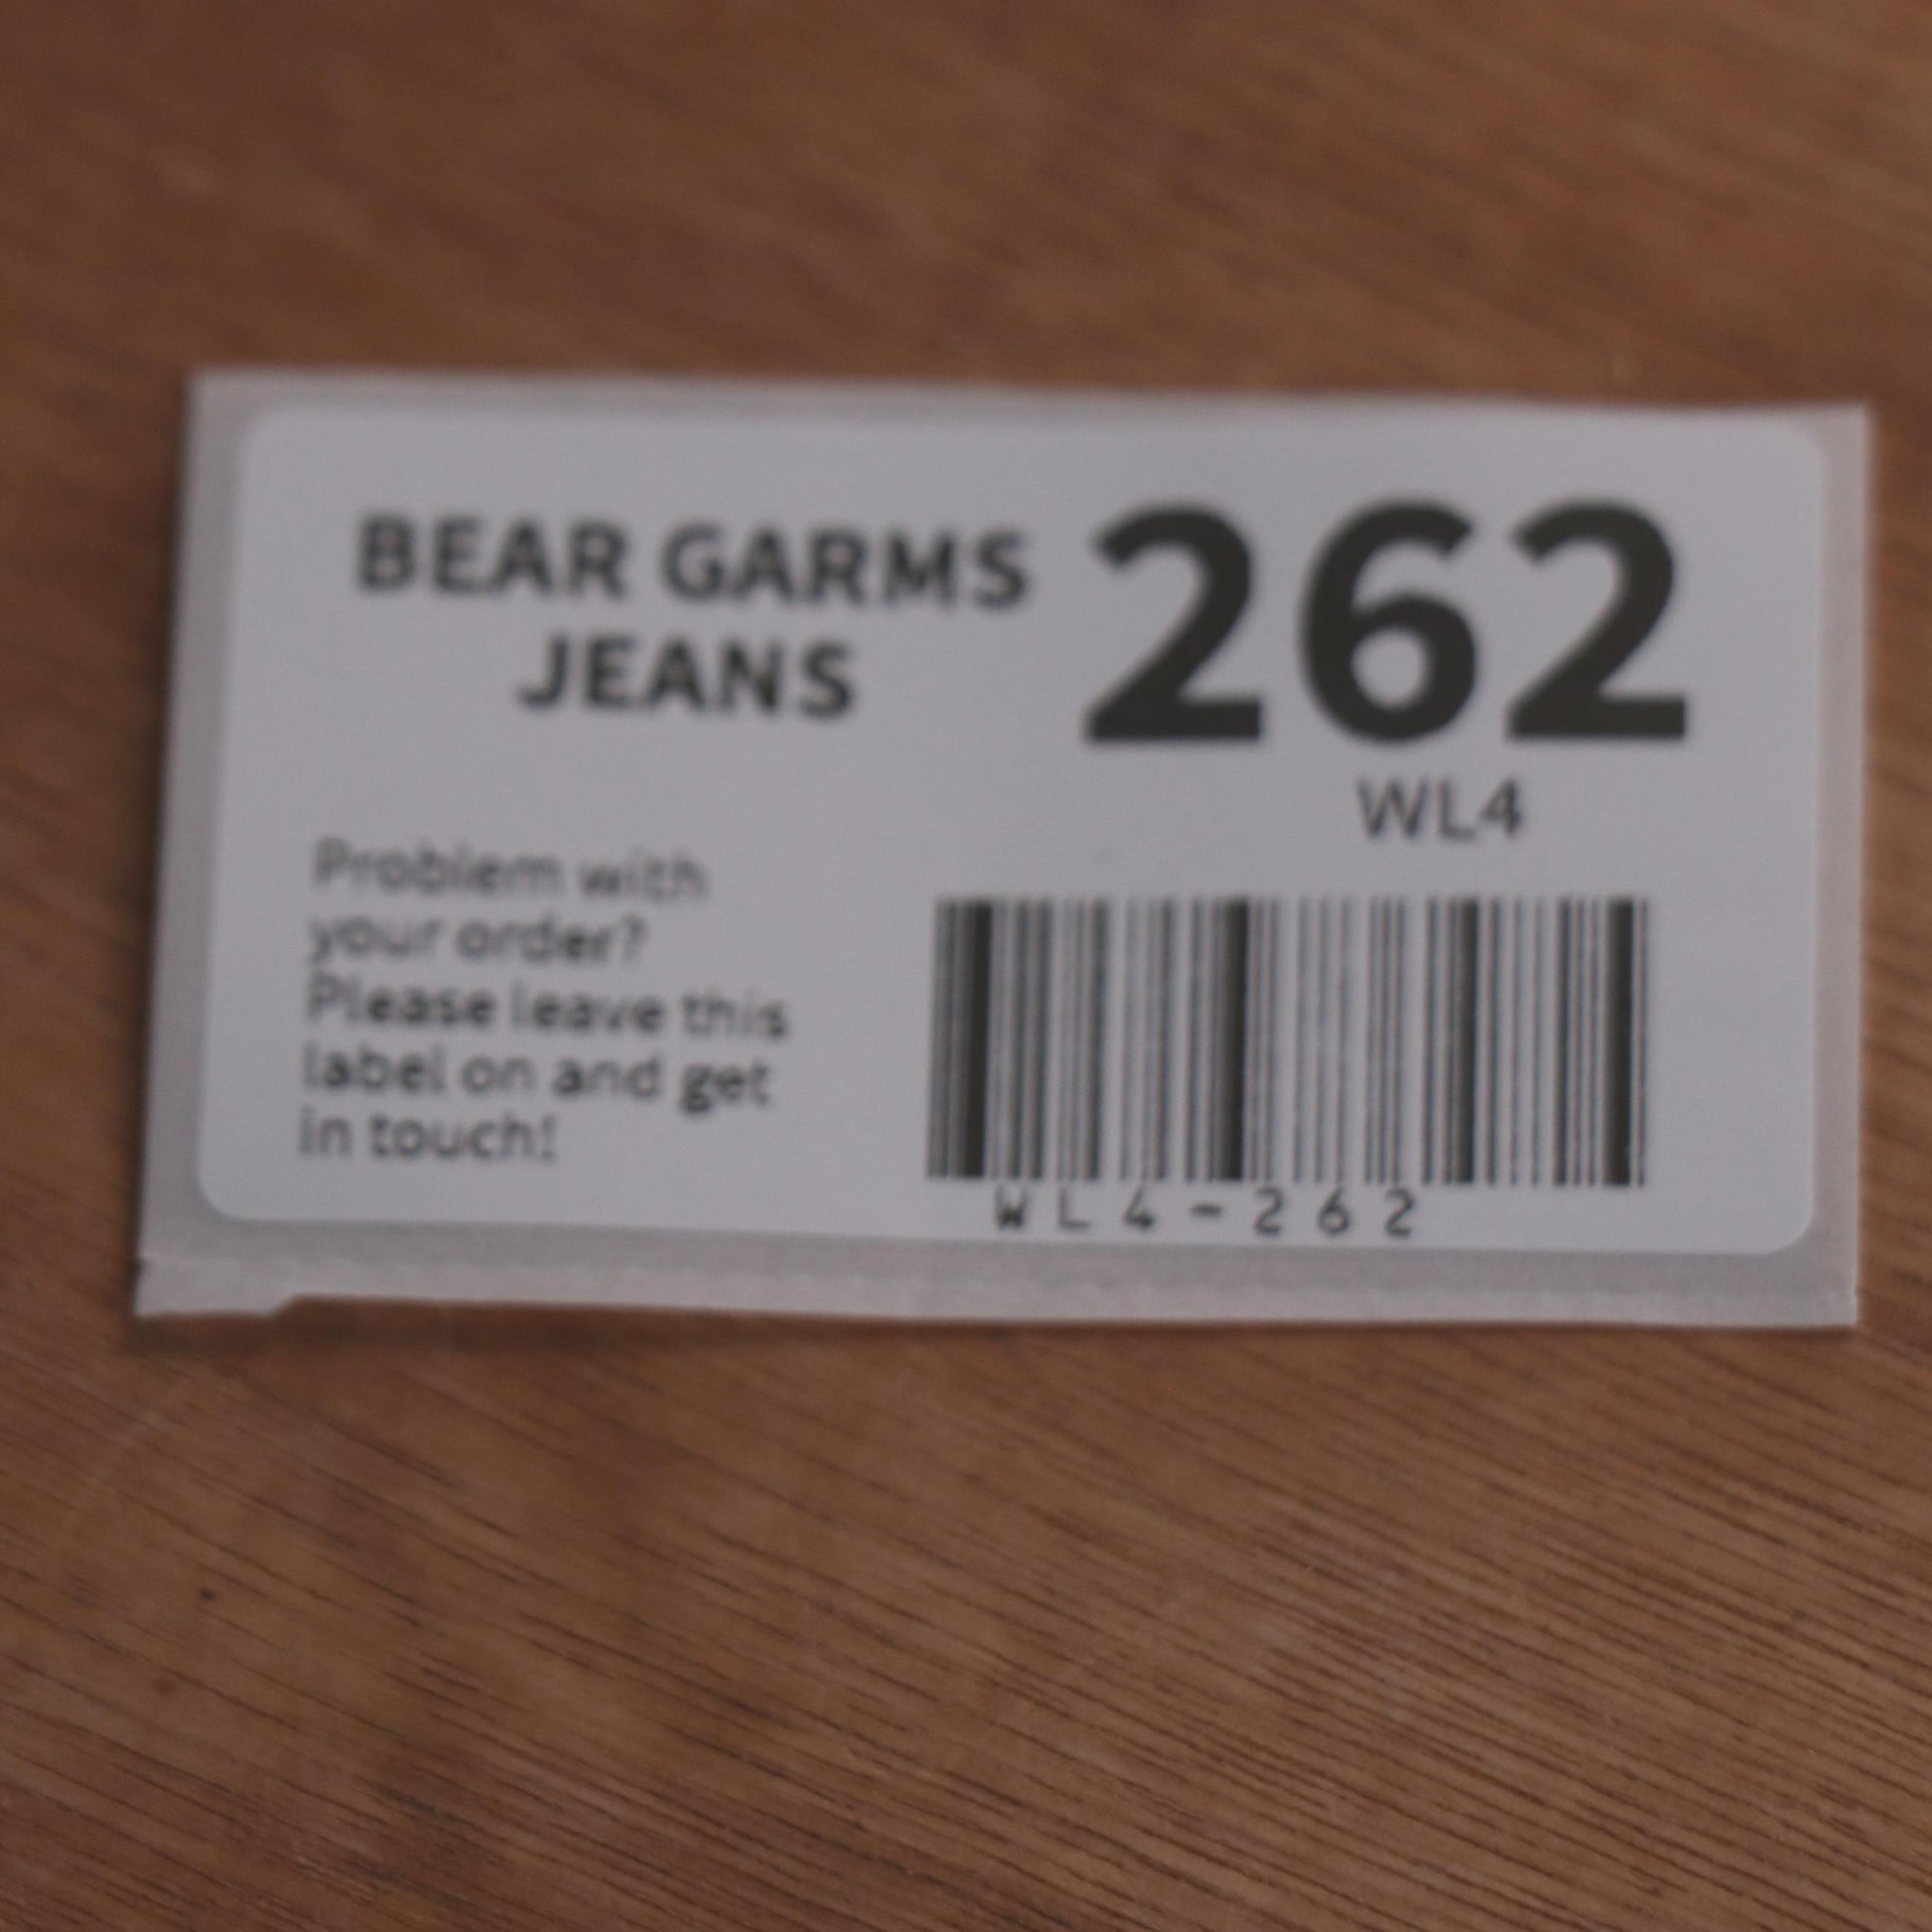 BEAR GARMS
JEANS
262
WL4
Problem with
your order?
Please leave this
label on and get
in touch!
WL4-262